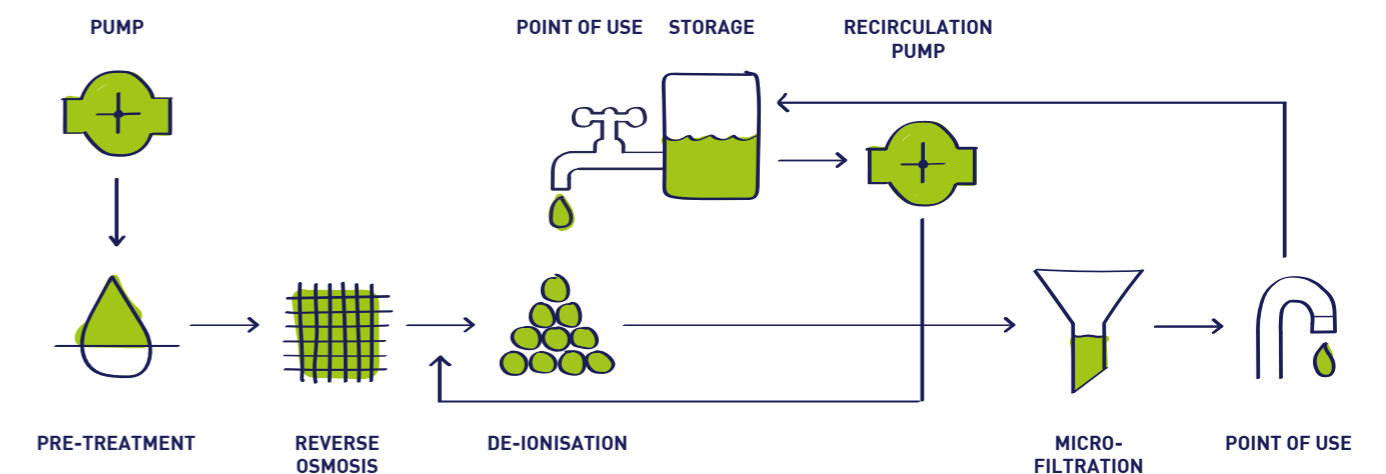 PUMP
POINT OF USE
STORAGE
RECIRCULATION
PUMP
PRE-TREATMENT
REVERSE
OSMOSIS
DE-IONISATION
MICRO-
FILTRATION
POINT OF USE